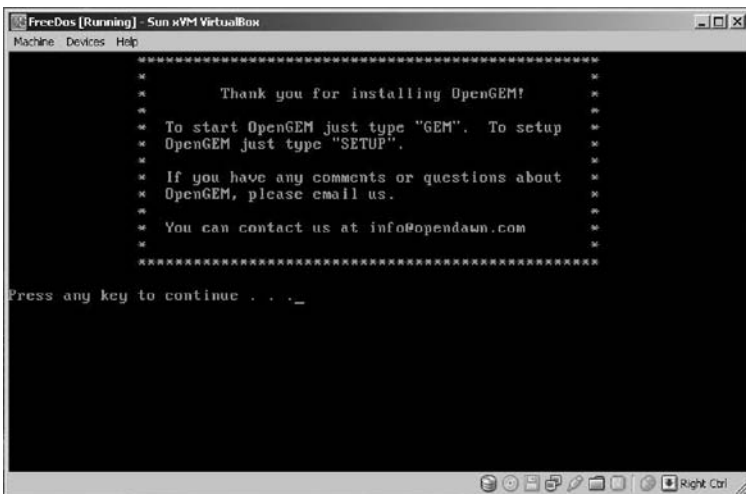 FreeDos [Running] - Sun xVM VirtualBox
Machine Devices Help
****************************************************
Thank you for installing OpenGEM!
To start OpenGEM just type "GEM". To setup
OpenGEM just type "SETUP".
If you have any comments or questions about
OpenGEM, please email us.
You can contact us at info@opendawn.com
****************************************************
Press any key to continue . . ._
Right Ctrl